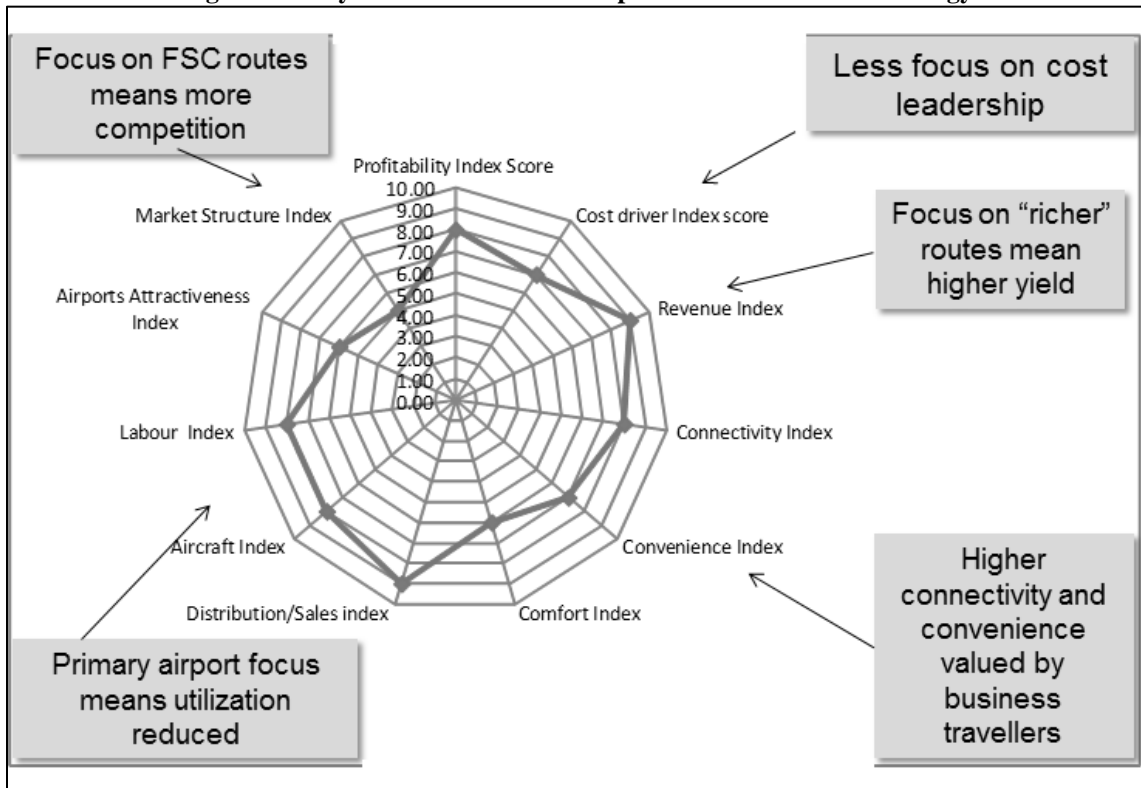 Focus on FSC routes
means more
competition
Less focus on cost
leadership
Profitability Index Score
10.00
9.00
8.00
7.00
6.00
5.00
4.00
3.00
2.00
1.00
0.00
Market Structure Index
Cost driver Index score
Focus on “richer”
routes mean
higher yield
Airports Attractiveness
Index
Revenue Index
Labour Index
Connectivity Index
Aircraft Index
Convenience Index
Distribution/Sales index
Comfort Index
Primary airport focus
means utilization
reduced
Higher
connectivity and
convenience
valued by
business
travellers